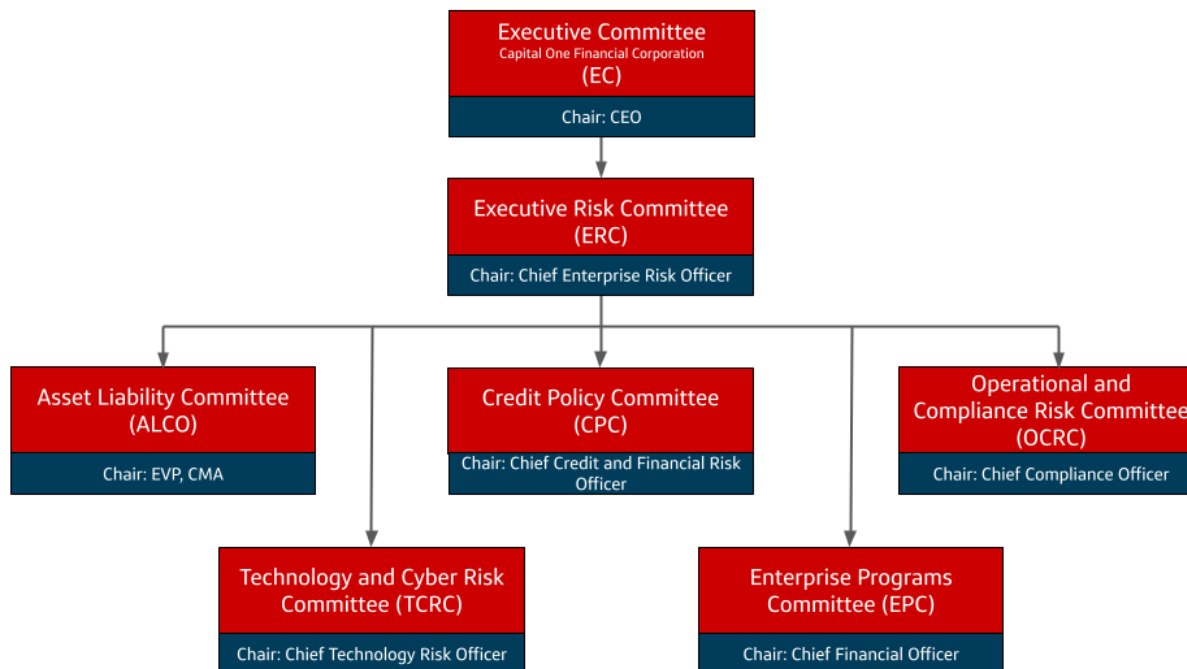 Executive Committee
Capital One Financial Corporation
(EC)
Chair: CEO
Executive Risk Committee
(ERC)
Chair: Chief Enterprise Risk Officer
Asset Liability Committee
(ALCO)
Chair: EVP, CMA
Credit Policy Committee
(CPC)
Chair: Chief Credit and Financial Risk
Officer
Operational and
Compliance Risk Committee
(OCRC)
Chair: Chief Compliance Officer
Technology and Cyber Risk
Committee (TCRC)
Chair: Chief Technology Risk Officer
Enterprise Programs
Committee (EPC)
Chair: Chief Financial Officer